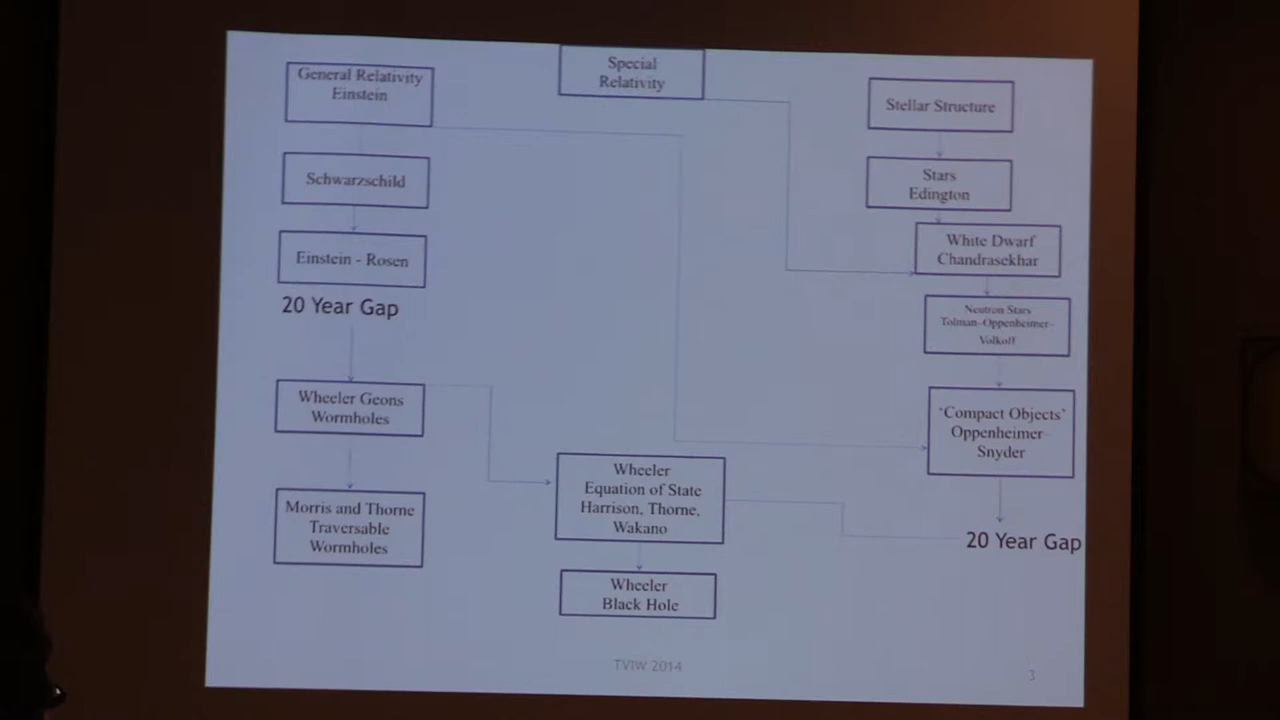 General Relativity
Einstein
Schwarzschild
Einstein - Rosen
20 Year Gap
Wheeler Geons
Wormholes
Morris and Thorne
Traversable
Wormholes
Special
Relativity
Wheeler
Equation of State
Harrison, Thorne,
Wakano
Wheeler
Black Hole
Stellar Structure
Stars
Edington
White Dwarf
Chandrasekhar
Neutron Stars
Tolman–Oppenheimer–
Volkoff
‘Compact Objects’
Oppenheimer–
Snyder
20 Year Gap
TVIW 2014
3